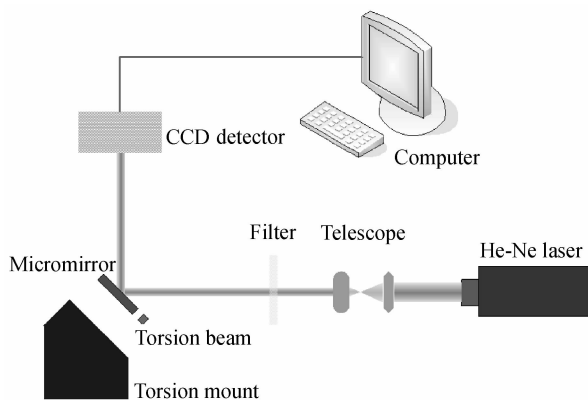 CCD detector
Computer
Filter
Telescope
He-Ne laser
Micromirror
Torsion beam
Torsion mount